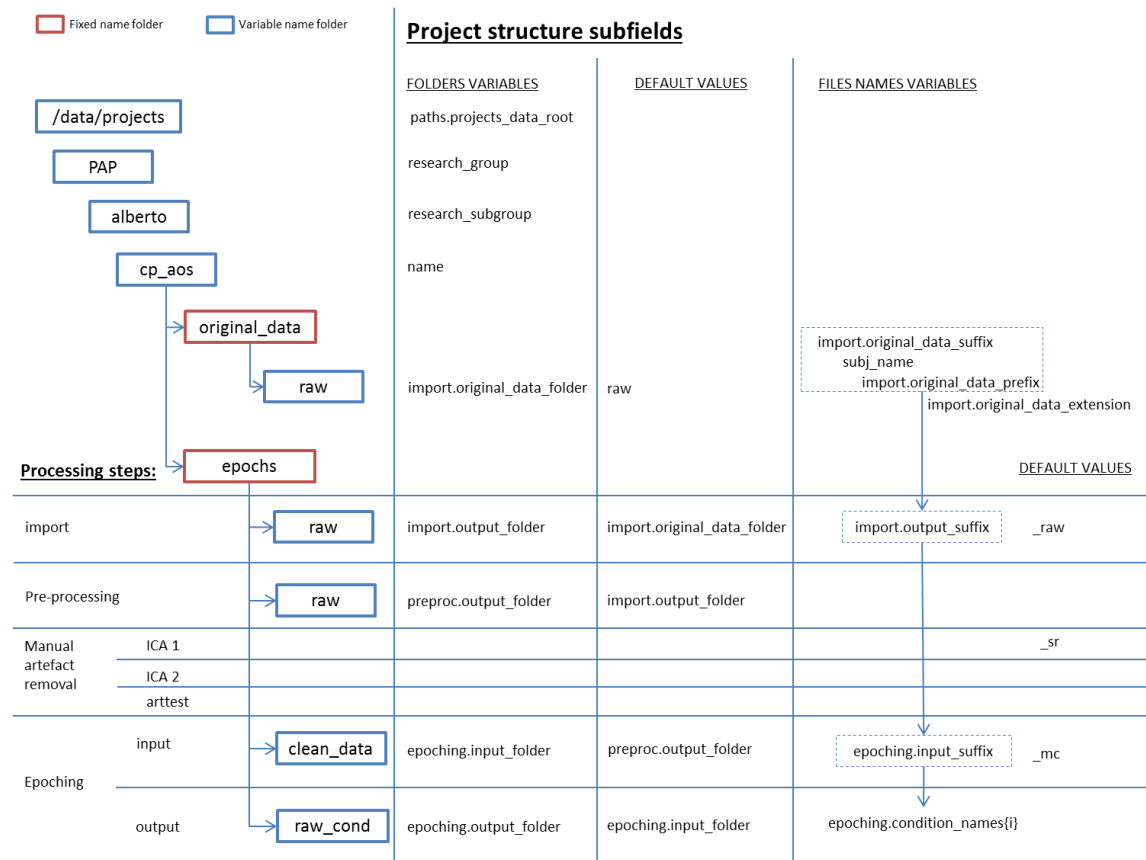 Fixed name folder
Variable name folder
Project structure subfields
FOLDERS VARIABLES
DEFAULT VALUES
FILES NAMES VARIABLES
/data/projects
paths.projects_data_root
PAP
research_group
alberto
research_subgroup
cp_aos
name
original_data
import.original_data_suffix
subj_name
import.original_data_prefix
import.original_data_extension
raw
import.original_data_folder
raw
Processing steps:
epochs
DEFAULT VALUES
import
raw
import.output_folder
import.original_data_folder
import.output_suffix
_raw
Pre-processing
raw
preproc.output_folder
import.output_folder
Manual
artefact
removal
ICA 1
_sr
ICA 2
arttest
Epoching
input
clean_data
epoching.input_folder
preproc.output_folder
epoching.input_suffix
_mc
output
raw_cond
epoching.output_folder
epoching.input_folder
epoching.condition_names{i}